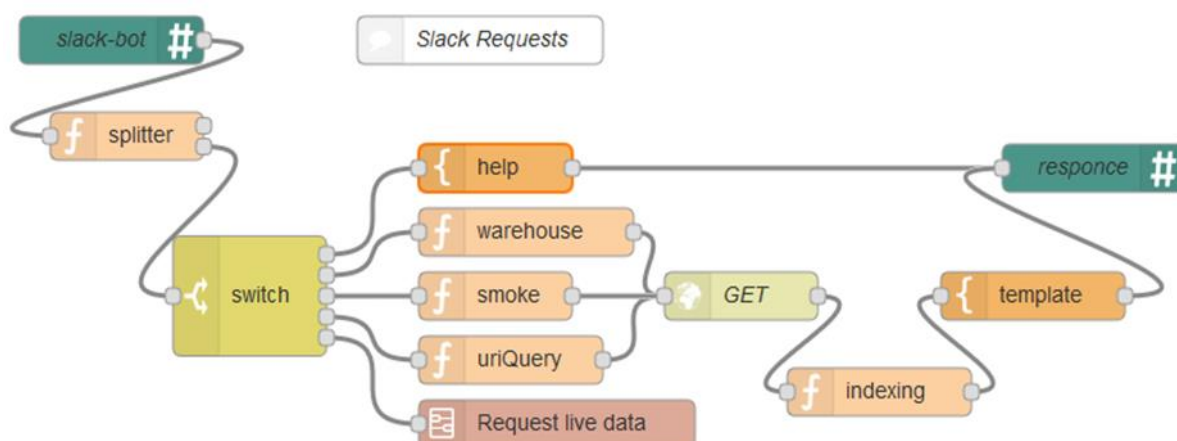 slack-bot #
Slack Requests
splitter
help
responce #
warehouse
switch
smoke
GET
template
uriQuery
indexing
Request live data